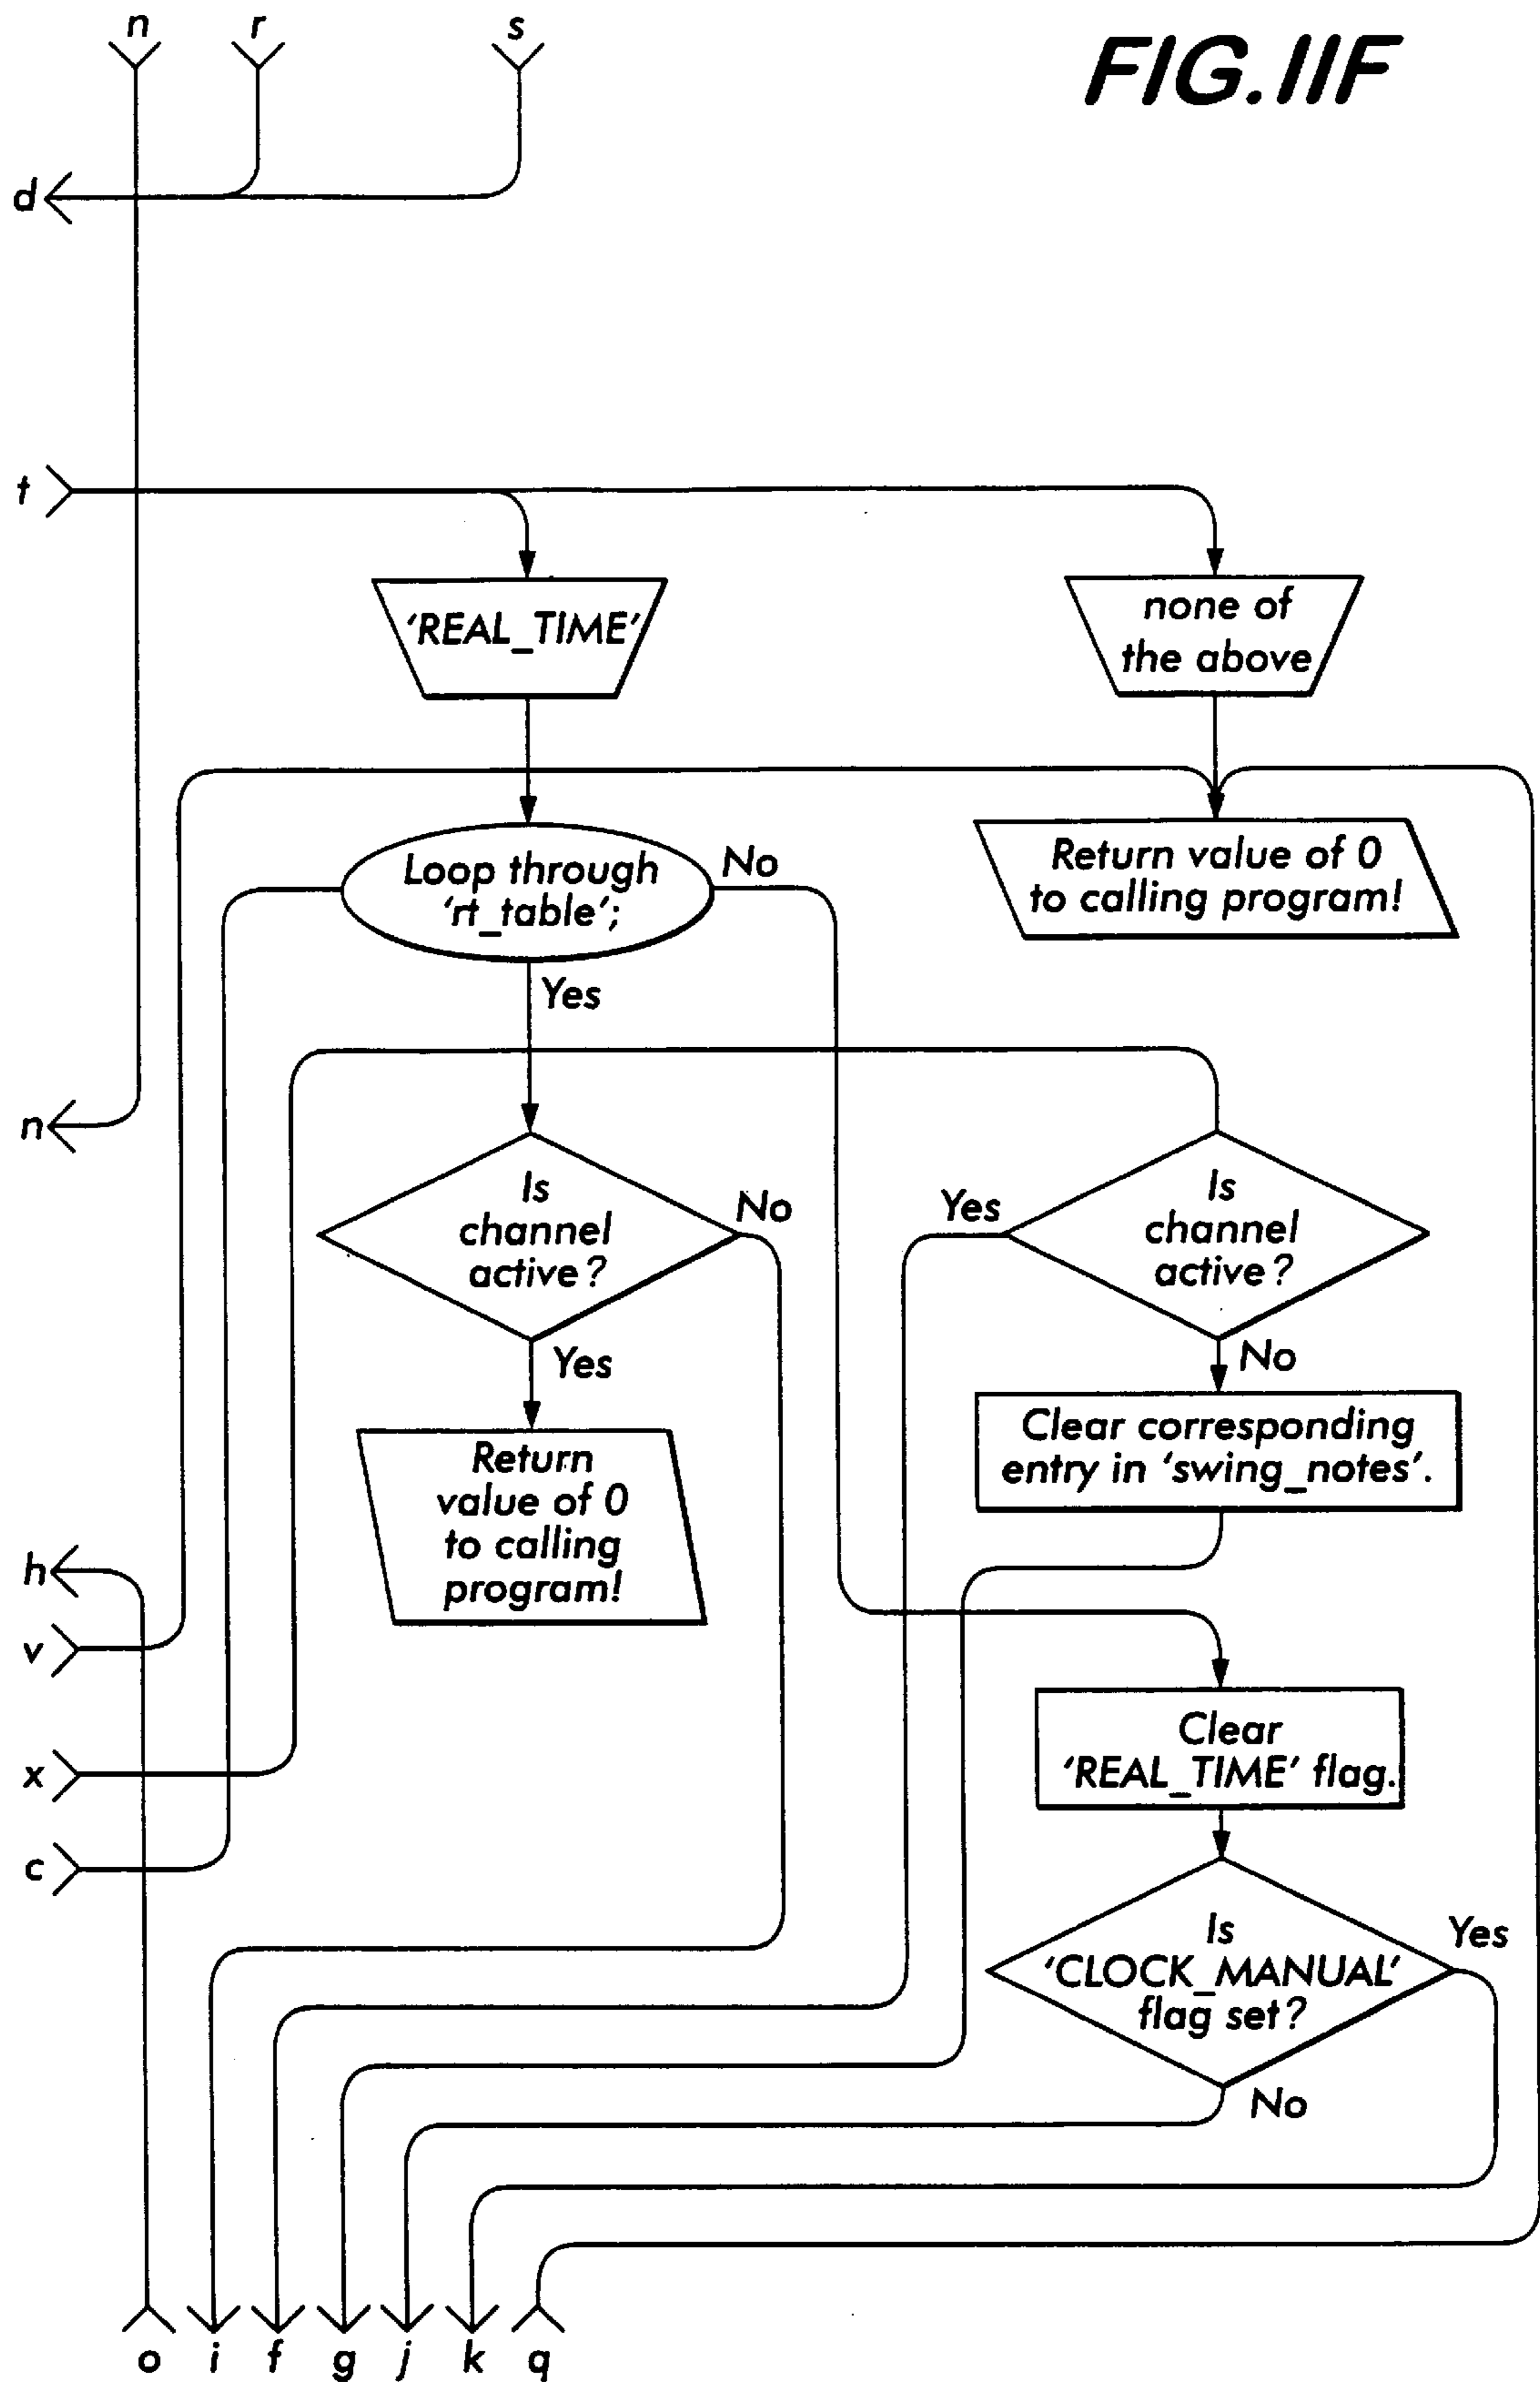 n r s
FIG. 11F
d
t
'REAL_TIME'
none of
the above
Loop through
'rt_table';
No
Return value of 0
to calling program!
Yes
n
Is
channel
active?
No
Yes
Is
channel
active?
Yes
No
Return
value of 0
to calling
program!
Clear corresponding
entry in 'swing_notes'.
h
v
x
c
Clear
'REAL_TIME' flag.
Is
'CLOCK_MANUAL'
flag set?
Yes
No
o i f g j k q